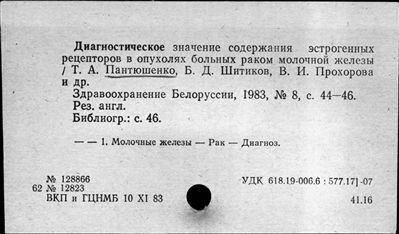 Диагностическое значение содержания эстрогенных
рецепторов в опухолях больных раком молочной железы
/ Т. А. Пантюшенко, Б. Д. Шитиков, В. И. Прохорова
и др.
Здравоохранение Белоруссии, 1983, № 8, с. 44—46.
Рез. англ.
Библиогр.: с. 46.
— — 1. Молочные железы — Рак — Диагноз.
№ 128866
62 № 12823
ВКП и ГЦНМБ 10 XI 83
УДК 618.19-006.6 : 577.17]-07
41.16